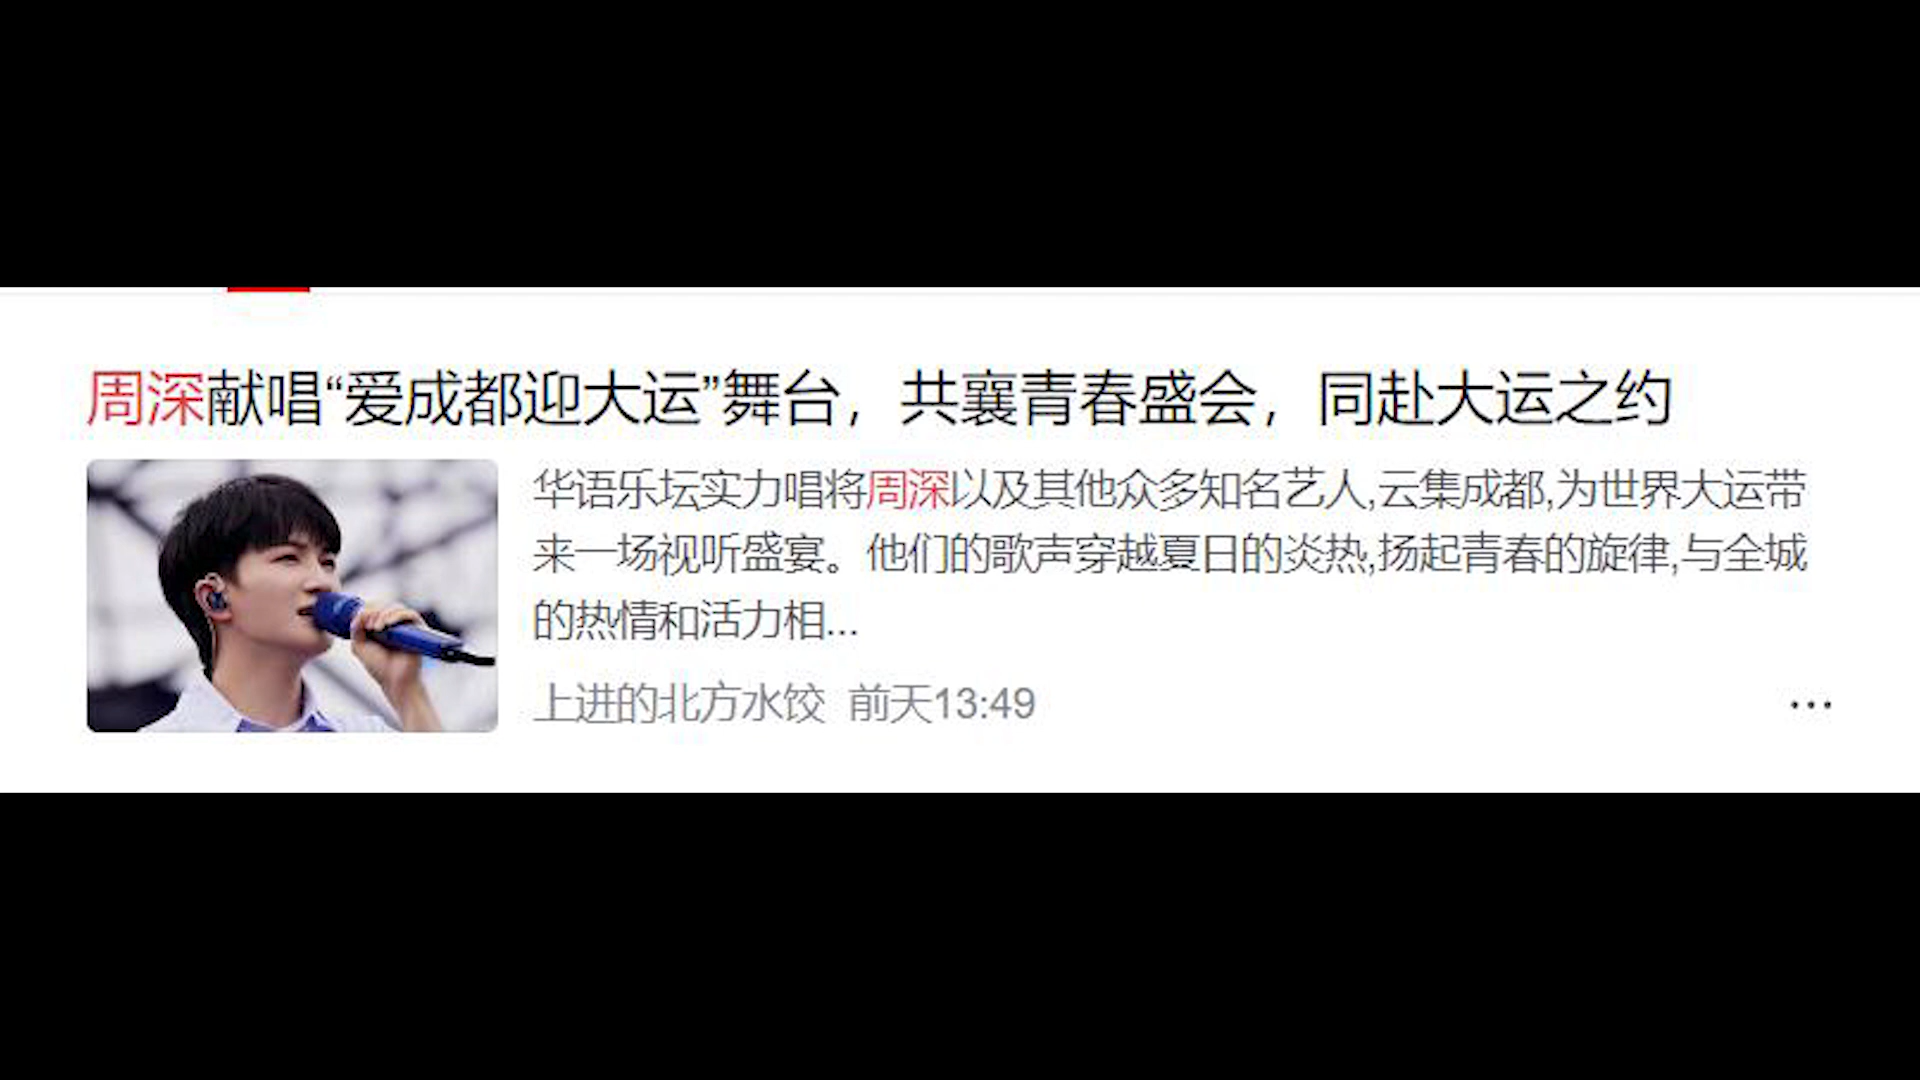 周深献唱“爱成都迎大运”舞台，共襄青春盛会，同赴大运之约
华语乐坛实力唱将周深以及其他众多知名艺人,云集成都,为世界大运带
来一场视听盛宴。他们的歌声穿越夏日的炎热,扬起青春的旋律,与全城
的热情和活力相...
上进的北方水饺 前天13:49